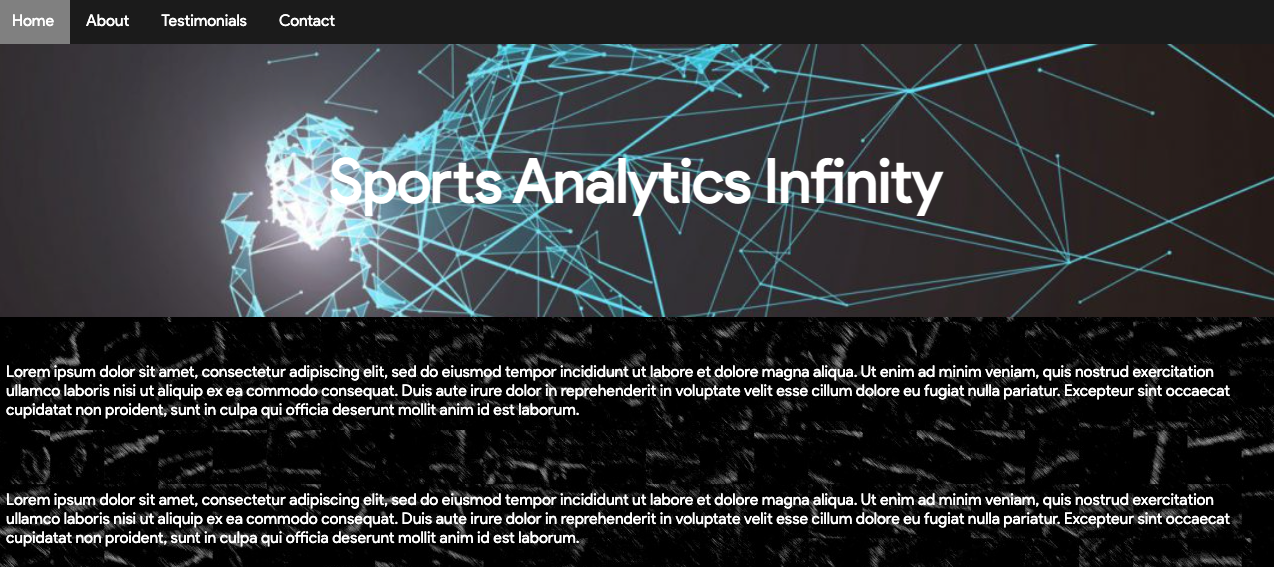 Home About Testimonials Contact
Sports Analytics Infinity
Lorem ipsum dolor sit amet, consectetur adipiscing elit, sed do eiusmod tempor incididunt ut labore et dolore magna aliqua. Ut enim ad minim veniam, quis nostrud exercitation
ullamco laboris nisi ut aliquip ex ea commodo consequat. Duis aute irure dolor in reprehenderit in voluptate velit esse cillum dolore eu fugiat nulla pariatur. Excepteur sint occaecat
cupidatat non proident, sunt in culpa qui officia deserunt mollit anim id est laborum.
Lorem ipsum dolor sit amet, consectetur adipiscing elit, sed do eiusmod tempor incididunt ut labore et dolore magna aliqua. Ut enim ad minim veniam, quis nostrud exercitation
ullamco laboris nisi ut aliquip ex ea commodo consequat. Duis aute irure dolor in reprehenderit in voluptate velit esse cillum dolore eu fugiat nulla pariatur. Excepteur sint occaecat
cupidatat non proident, sunt in culpa qui officia deserunt mollit anim id est laborum.